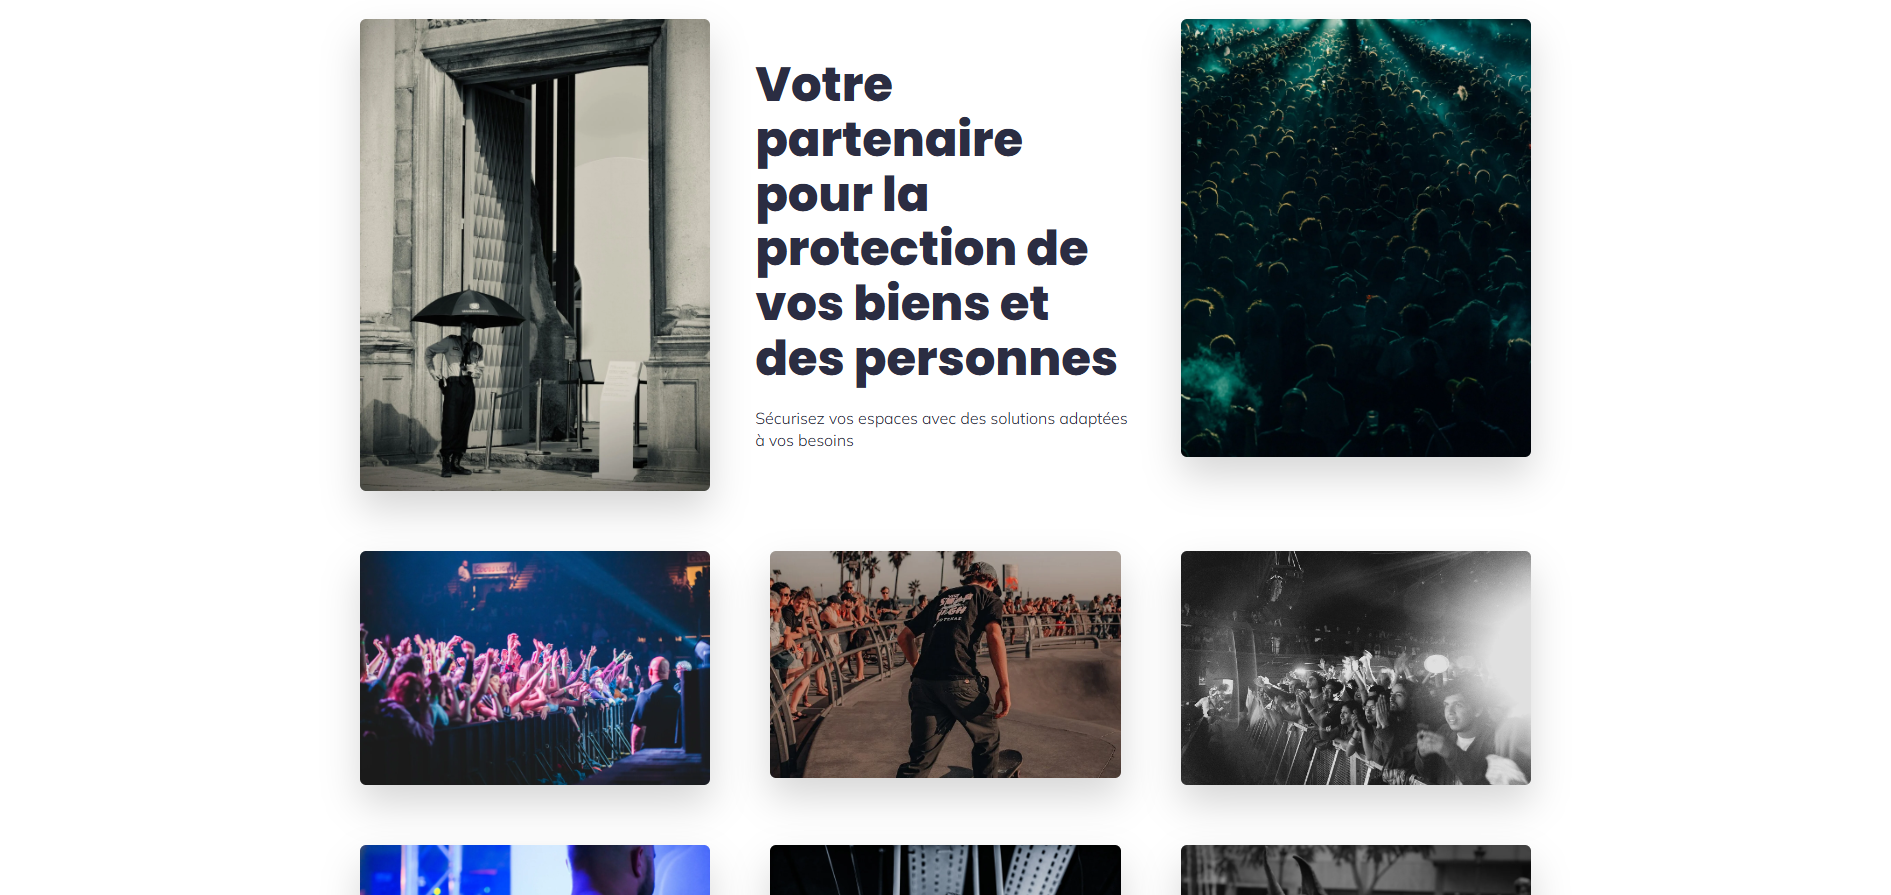 Votre
partenaire
pour la
protection de
vos biens et
des personnes
Sécurisez vos espaces avec des solutions adaptées
à vos besoins